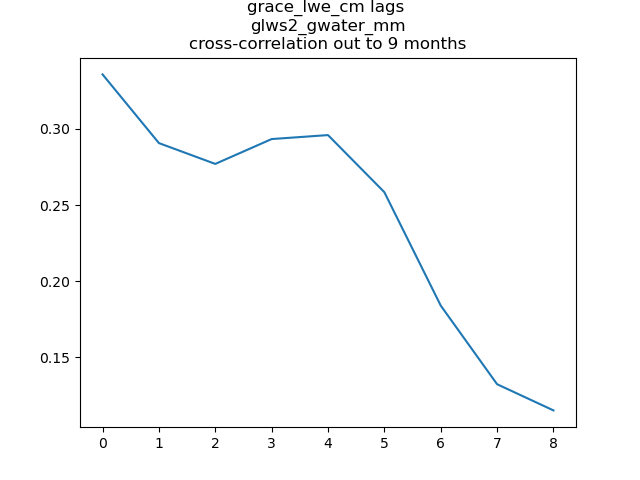 grace_lwe_cm lags
glws2_gwater_mm
cross-correlation out to 9 months
0.30
0.25
0.20
0.15
0 1 2 3 4 5 6 7 8